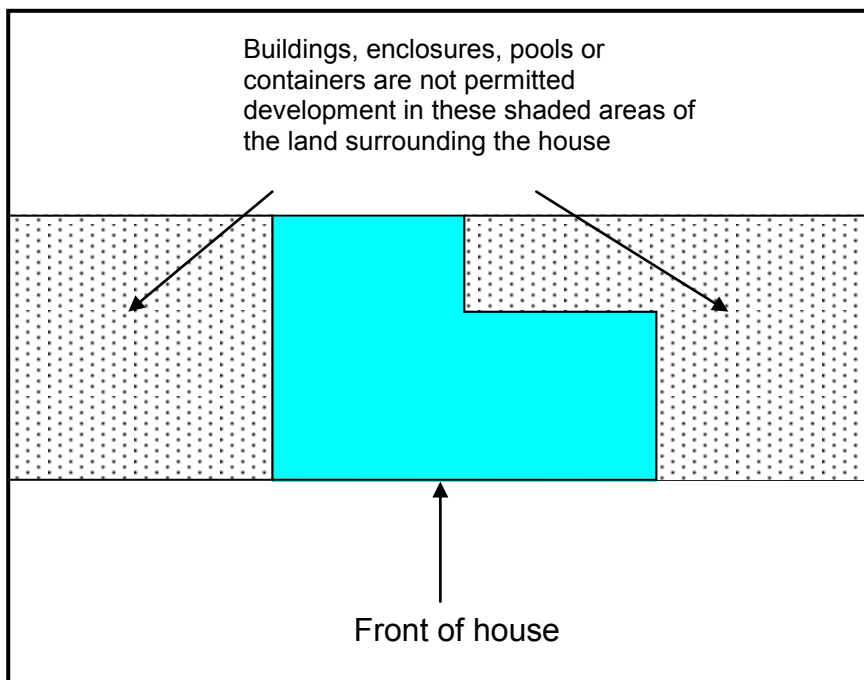 Buildings, enclosures, pools or
containers are not permitted
development in these shaded areas of
the land surrounding the house
Front of house